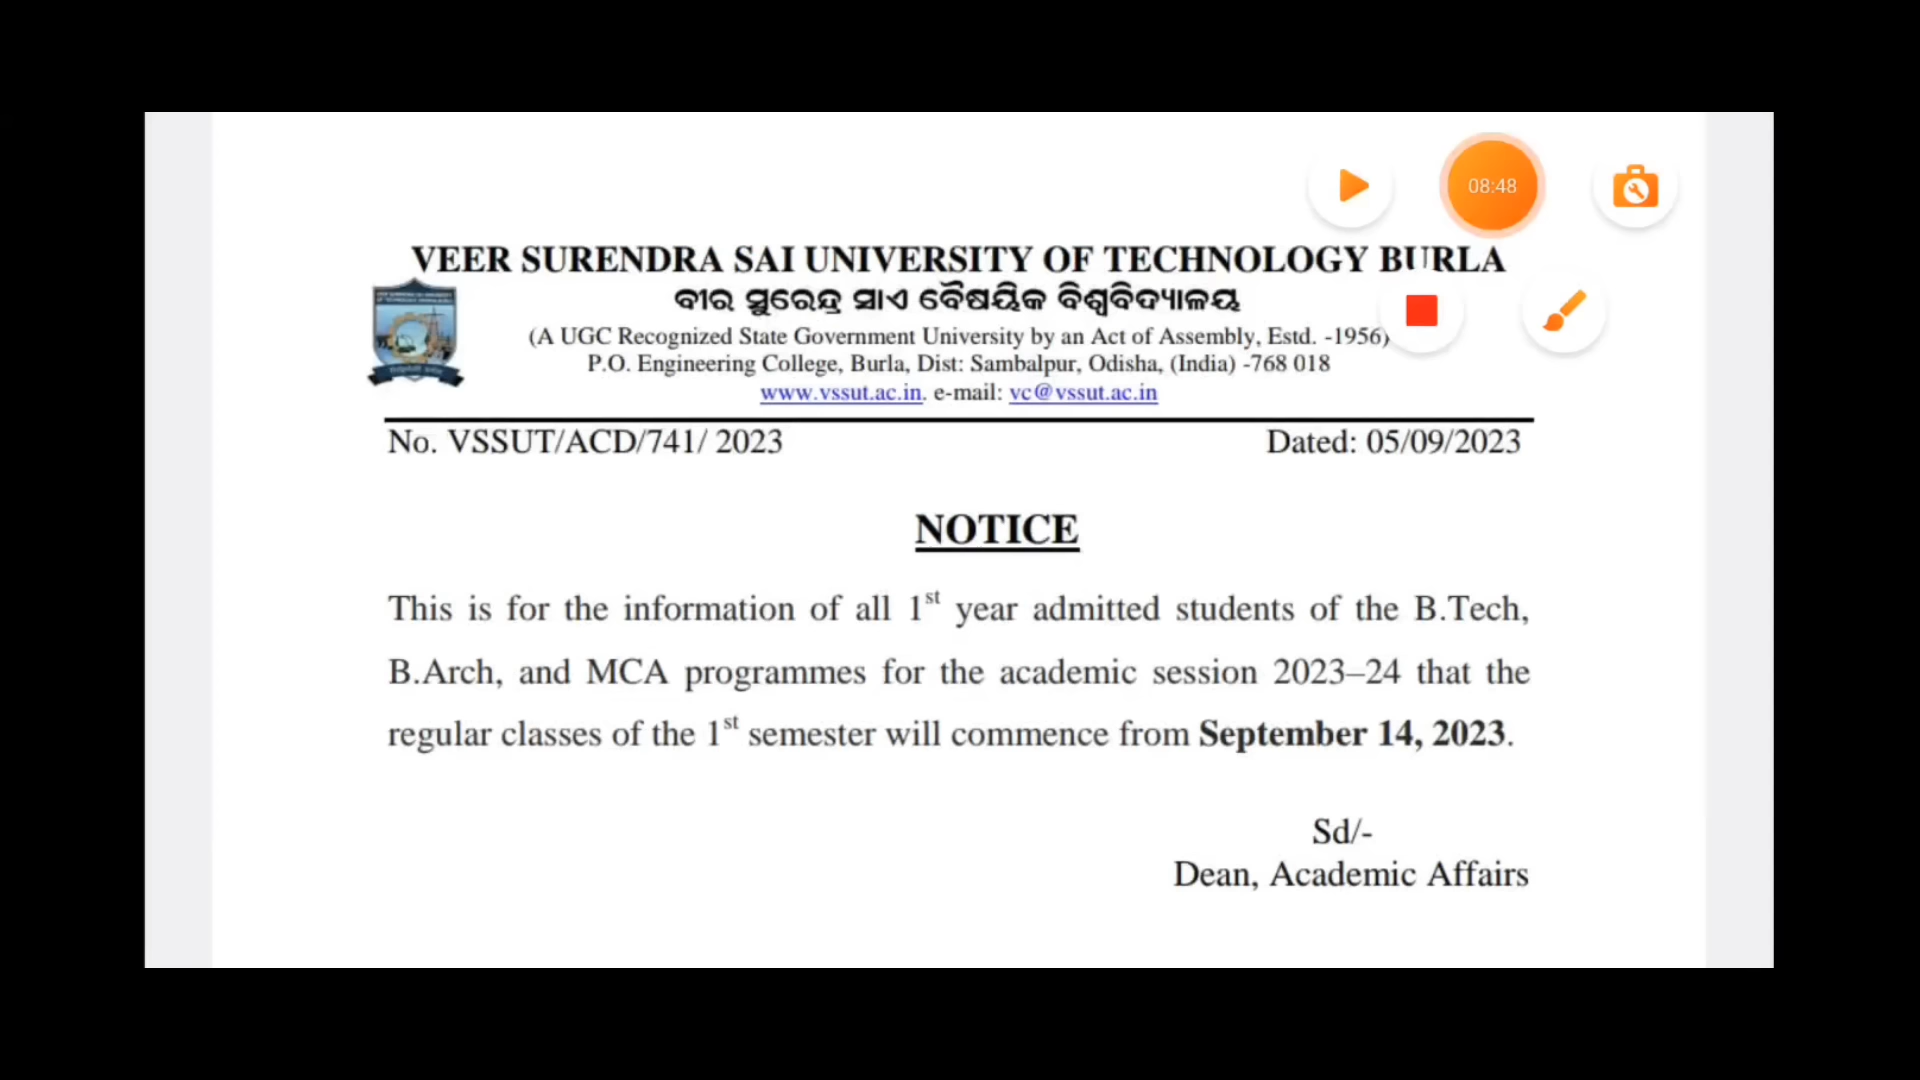 08:48
VEER SURENDRA SAI UNIVERSITY OF TECHNOLOGY BURLA
ବୀର ସୁରେନ୍ଦ୍ର ସାଏ ବୈଷୟିକ ବିଶ୍ୱବିଦ୍ୟାଳୟ
(A UGC Recognized State Government University by an Act of Assembly, Estd. -1956)
P.O. Engineering College, Burla, Dist: Sambalpur, Odisha, (India) -768 018
www.vssut.ac.in. e-mail: vc@vssut.ac.in
No. VSSUT/ACD/741/ 2023 Dated: 05/09/2023
NOTICE
This is for the information of all 1st year admitted students of the B.Tech,
B.Arch, and MCA programmes for the academic session 2023–24 that the
regular classes of the 1st semester will commence from September 14, 2023.
Sd/-
Dean, Academic Affairs